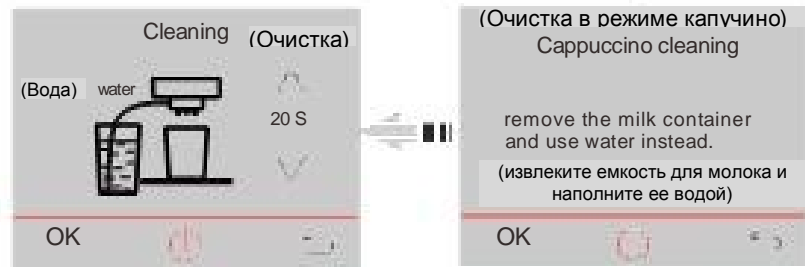 Cleaning (Очистка)
(Вода) water
20 S
OK
(Очистка в режиме капучино)
Cappuccino cleaning
remove the milk container
and use water instead.
(извлеките емкость для молока и
наполните ее водой)
OK